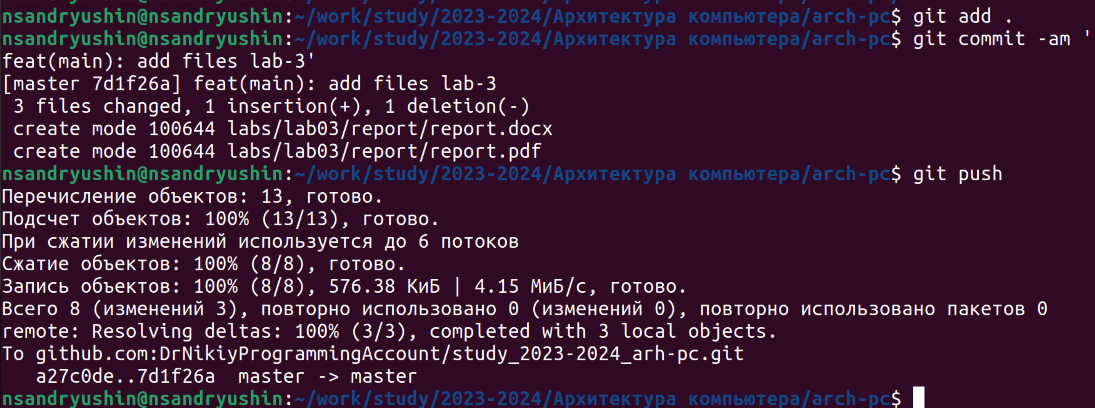 nsandryushin@nsandryushin:~/work/study/2023-2024/Архитектура компьютера/arch-pc$ git add .
nsandryushin@nsandryushin:~/work/study/2023-2024/Архитектура компьютера/arch-pc$ git commit -am '
feat(main): add files lab-3'
[master 7d1f26a] feat(main): add files lab-3
 3 files changed, 1 insertion(+), 1 deletion(-)
 create mode 100644 labs/lab03/report/report.docx
 create mode 100644 labs/lab03/report/report.pdf
nsandryushin@nsandryushin:~/work/study/2023-2024/Архитектура компьютера/arch-pc$ git push
Перечисление объектов: 13, готово.
Подсчет объектов: 100% (13/13), готово.
При сжатии изменений используется до 6 потоков
Сжатие объектов: 100% (8/8), готово.
Запись объектов: 100% (8/8), 576.38 КиБ | 4.15 МиБ/с, готово.
Всего 8 (изменений 3), повторно использовано 0 (изменений 0), повторно использовано пакетов 0
remote: Resolving deltas: 100% (3/3), completed with 3 local objects.
To github.com:DrNikiyProgrammingAccount/study_2023-2024_arh-pc.git
   a27c0de..7d1f26a  master -> master
nsandryushin@nsandryushin:~/work/study/2023-2024/Архитектура компьютера/arch-pc$